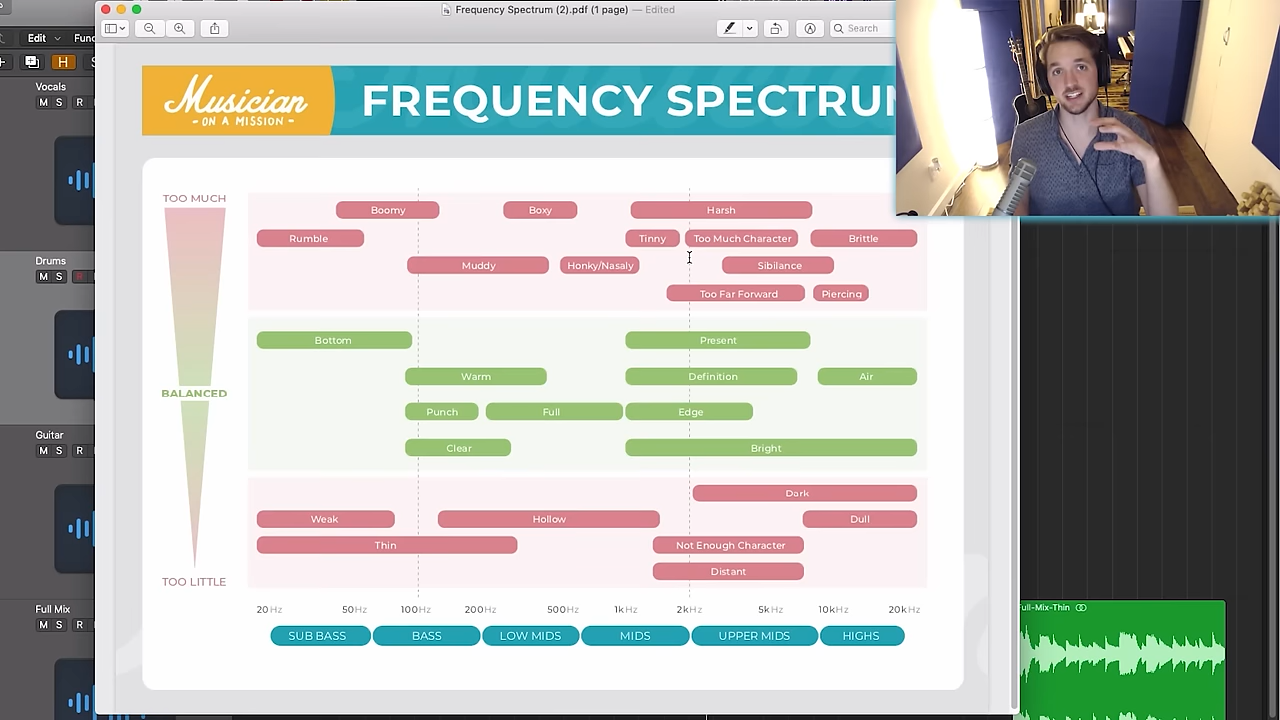 Frequency Spectrum (2).pdf (1 page) — Edited
Search
Edit
Func
H
S
Vocals
M S R
Drums
M S R
Guitar
M S R
Full Mix
M S R
Musician
- ON A MISSION -
FREQUENCY SPECTRUM
TOO MUCH
BALANCED
TOO LITTLE
Boomy
Boxy
Harsh
Rumble
Tinny
Too Much Character
Brittle
Muddy
Honky/Nasaly
Sibilance
Too Far Forward
Piercing
Bottom
Present
Warm
Definition
Air
Punch
Full
Edge
Clear
Bright
Dark
Weak
Hollow
Dull
Thin
Not Enough Character
Distant
20Hz 50Hz 100Hz 200Hz 500Hz 1kHz 2kHz 5kHz 10kHz 20kHz
SUB BASS
BASS
LOW MIDS
MIDS
UPPER MIDS
HIGHS
Full-Mix-Thin